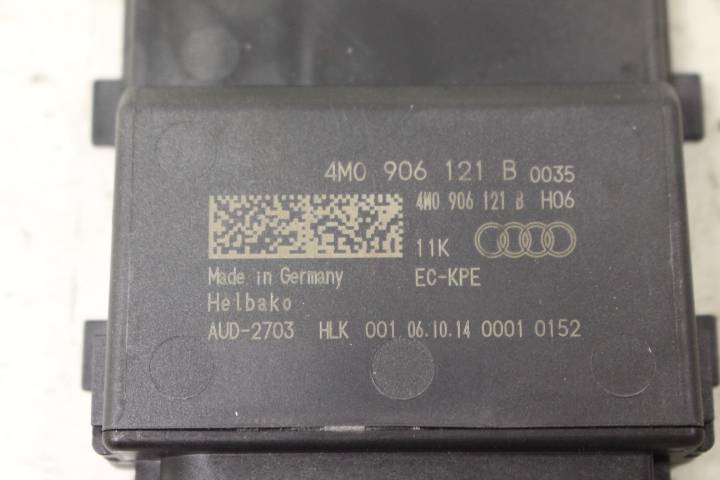 4M0 906 121 B 0035
4M0 906 121 B H06
11K
EC-KPE
Made in Germany
Helbako
AUD-2703 HLK 001 06.10.14 0001 0152